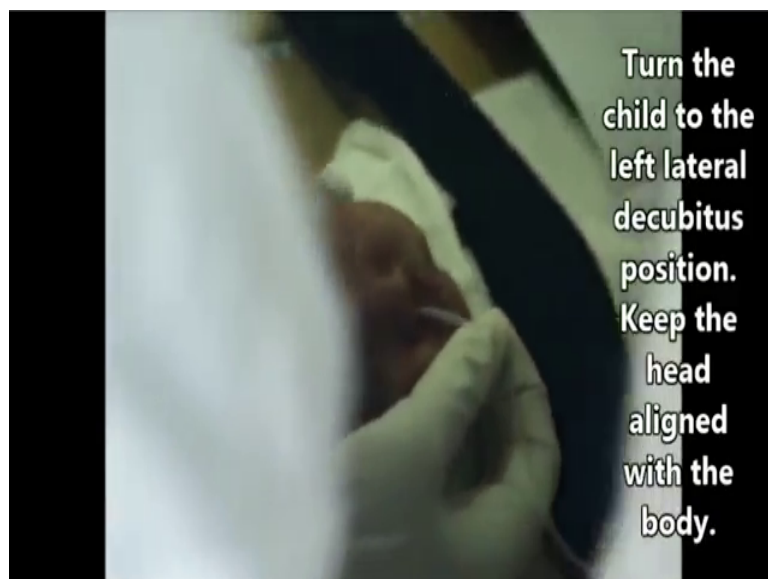 Turn the
child to the
left lateral
decubitus
position.
Keep the
head
aligned
with the
body.